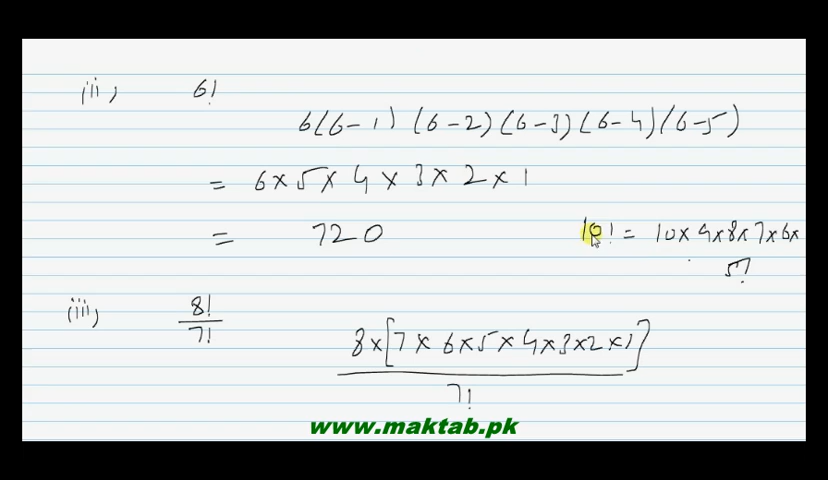 (ii) 6!
6(6-1) (6-2) (6-3) (6-4) (6-5)
= 6×5× 4 × 3× 2 × 1
= 720
10! = 10× 9×8×7×6×
5!
(iii) 8!
7!
8×[7 × 6×5×4×3×2×1]
7!
www.maktab.pk